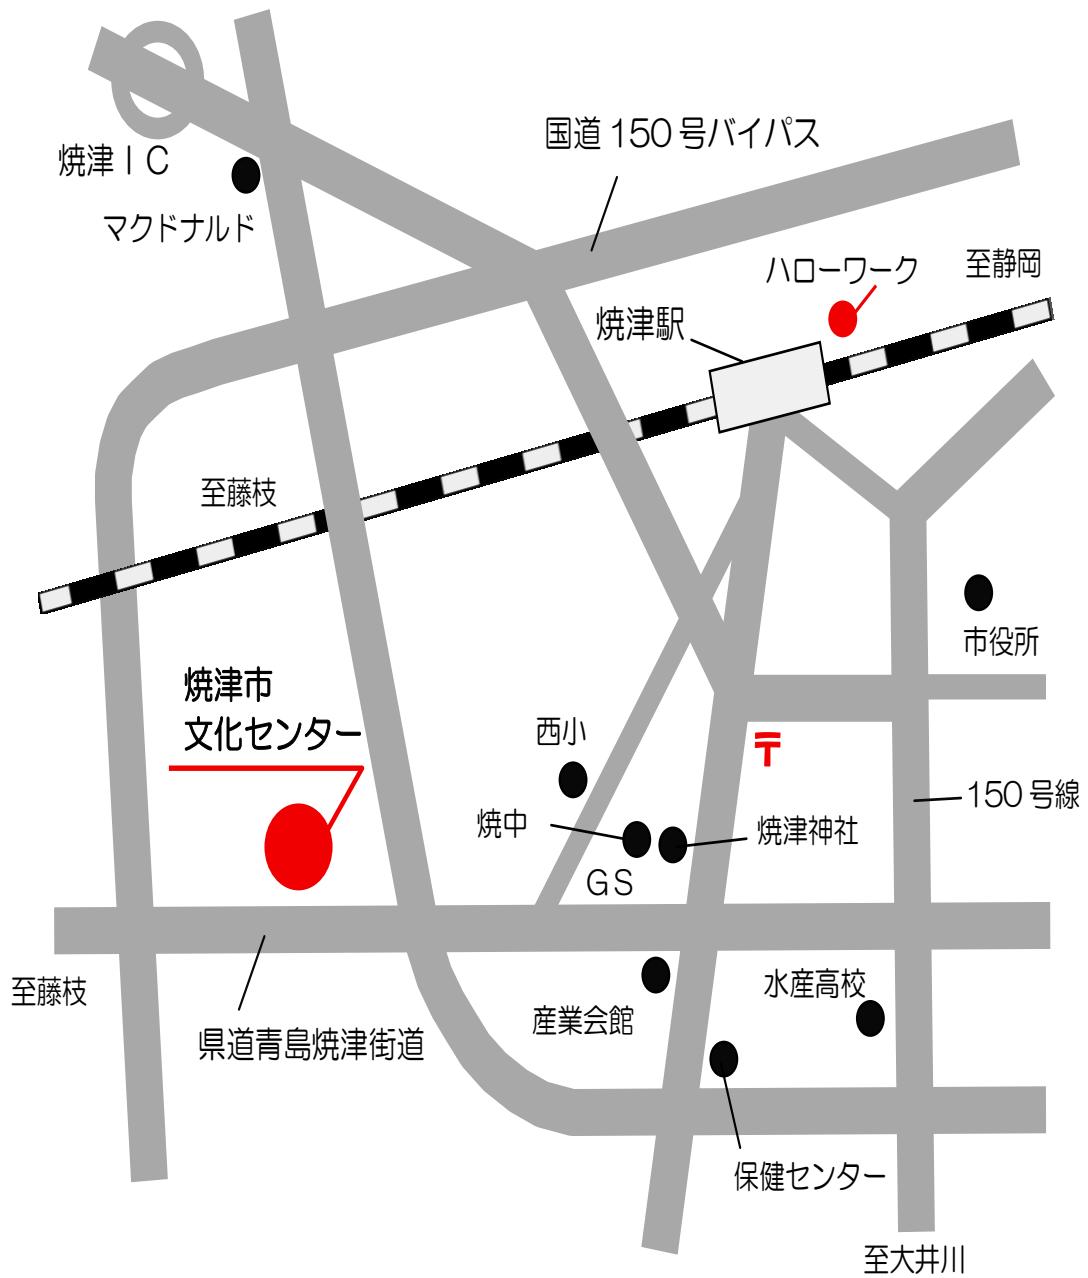 国道150号バイパス
焼津IC
マクドナルド
ハローワーク
至静岡
焼津駅
至藤枝
市役所
焼津市
文化センター
西小
〒
150号線
焼中
焼津神社
GS
水産高校
至藤枝
産業会館
県道青島焼津街道
保健センター
至大井川